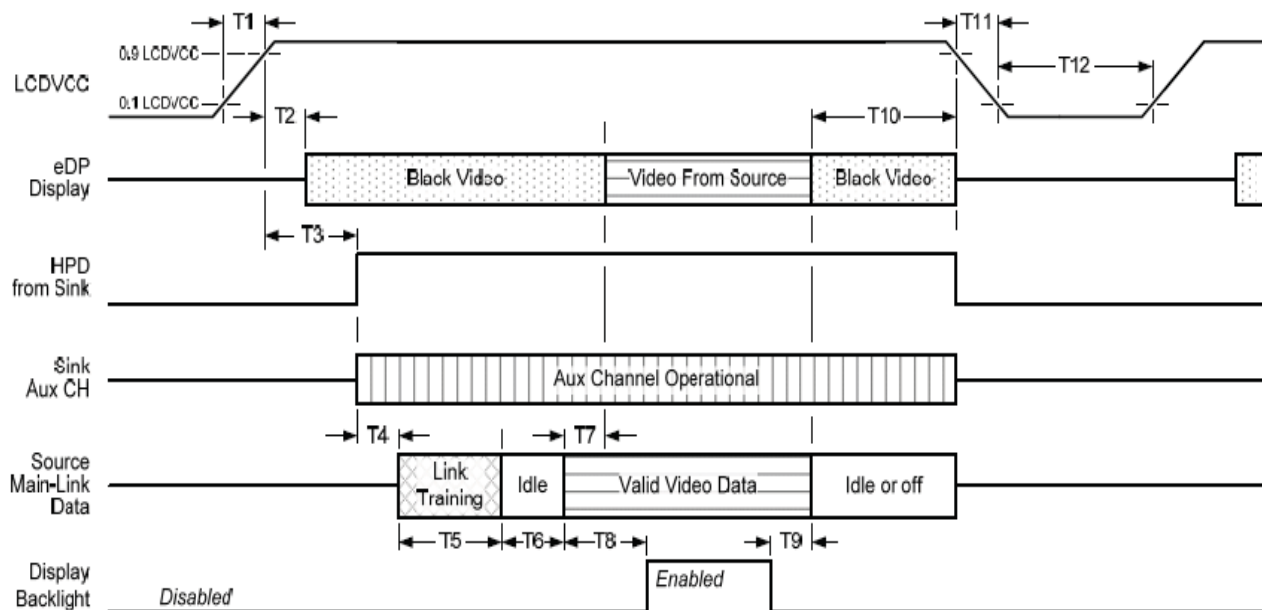 T1
T11
0.9 LCDVCC
T12
LCDVCC
0.1 LCDVCC
T2
T10
eDP
Display
Black Video
Video From Source
Black Video
T3
HPD
from Sink
Sink
Aux CH
Aux Channel Operational
T4
T7
Source
Main-Link
Data
Link
Training
Idle
Valid Video Data
Idle or off
T5
T6
T8
T9
Display
Backlight
Disabled
Enabled